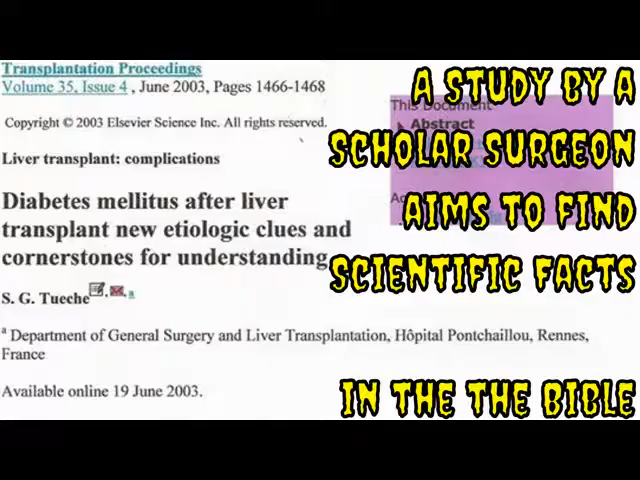 Transplantation Proceedings
Volume 35, Issue 4 , June 2003, Pages 1466-1468
Copyright © 2003 Elsevier Science Inc. All rights reserved.
Liver transplant: complications
Diabetes mellitus after liver
transplant new etiologic clues and
cornerstones for understanding
S. G. Tueche
a
a Department of General Surgery and Liver Transplantation, Hôpital Pontchaillou, Rennes,
France
Available online 19 June 2003.
This Document
Abstract
A STUDY BY A
SCHOLAR SURGEON
AIMS TO FIND
SCIENTIFIC FACTS
IN THE THE BIBLE